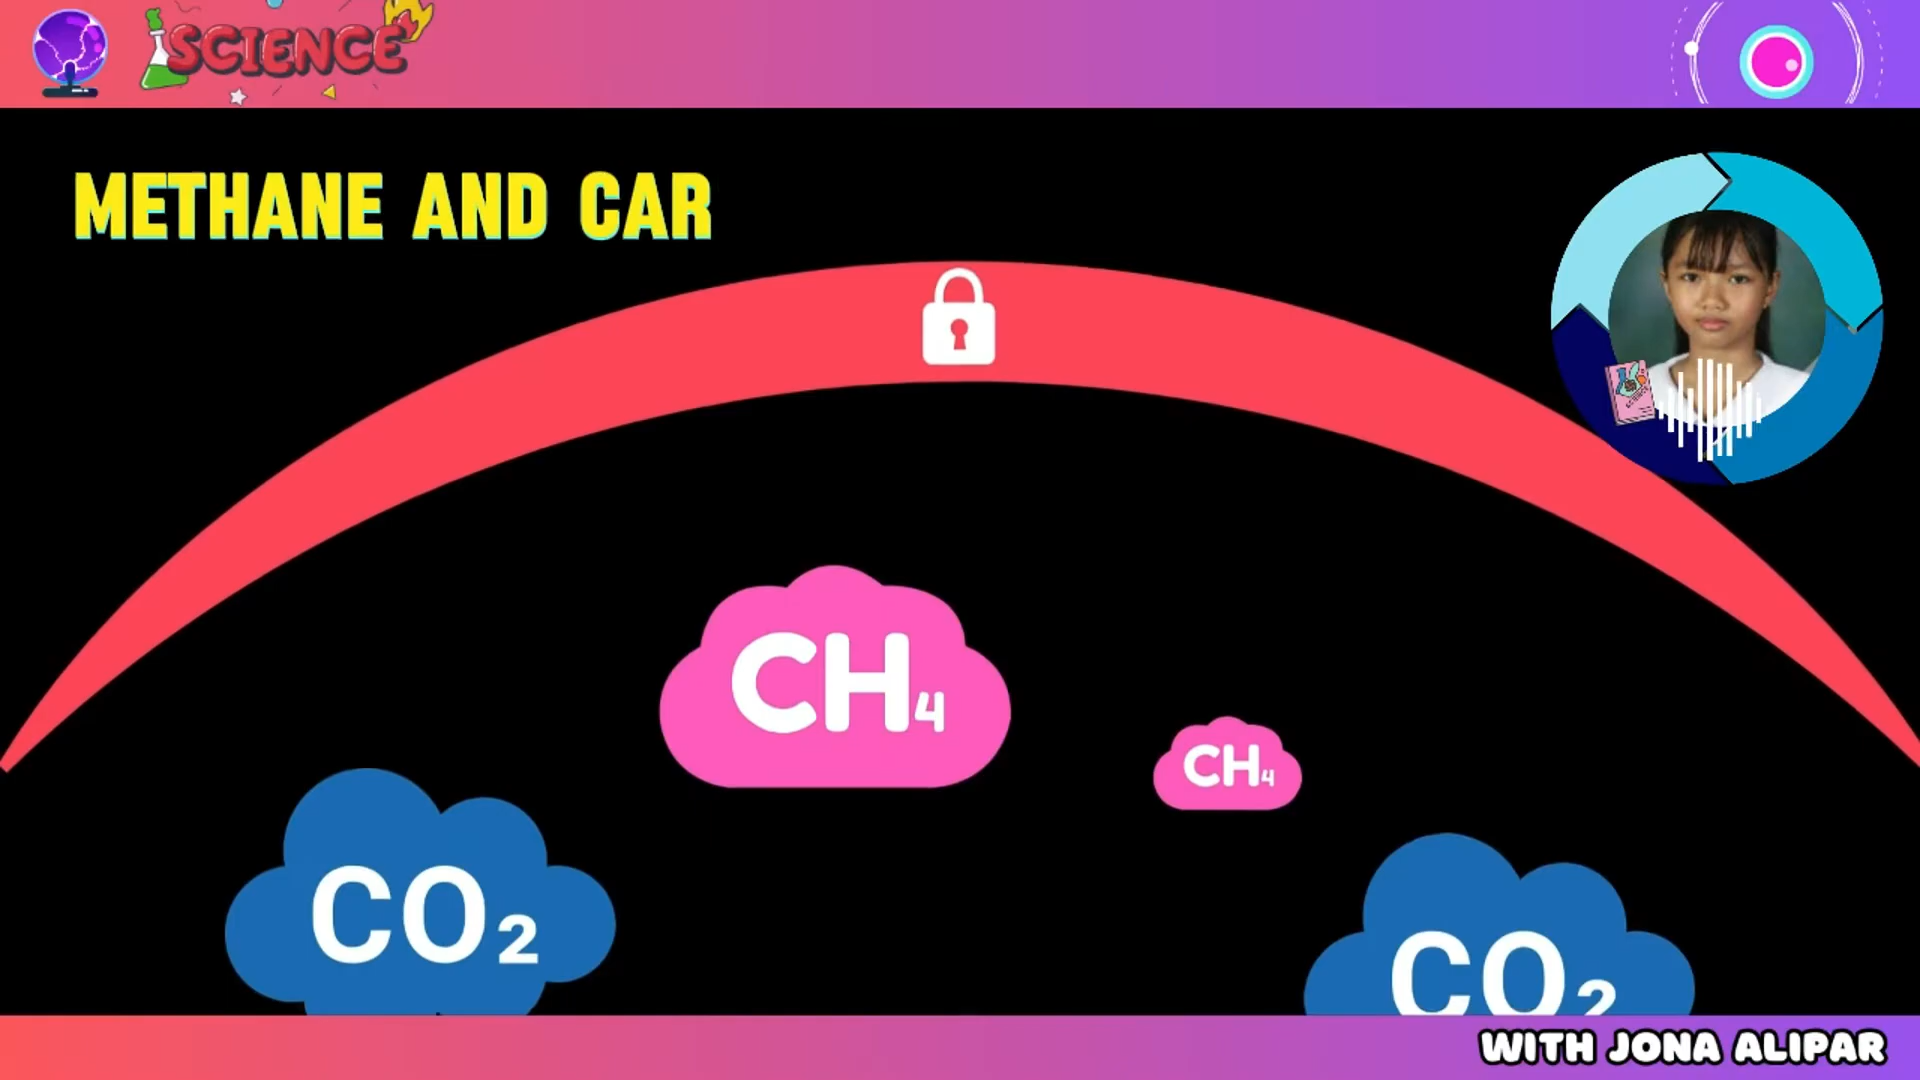 SCIENCE
METHANE AND CAR
CH₄
CH₄
CO₂
CO₂
WITH JONA ALIPAR